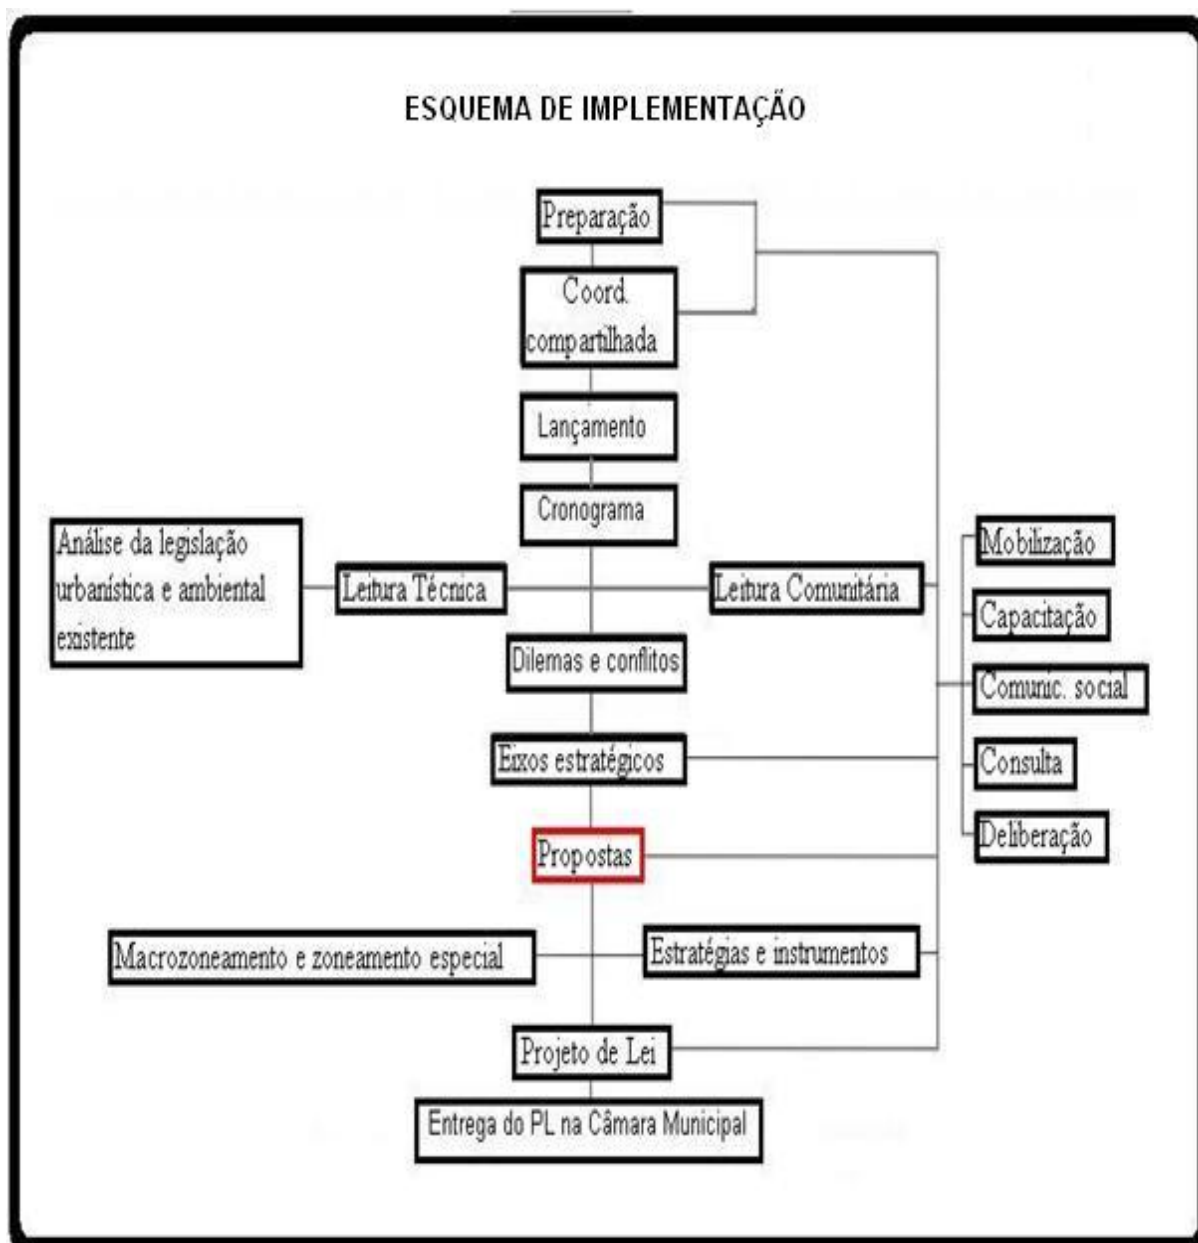 ESQUEMA DE IMPLEMENTAÇÃO
Preparação
Coord.
compartilhada
Lançamento
Cronograma
Análise da legislação
urbanística e ambiental
existente
Leitura Técnica
Leitura Comunitária
Dilemas e conflitos
Eixos estratégicos
Propostas
Macrozoneamento e zoneamento especial
Estratégias e instrumentos
Projeto de Lei
Entrega do PL na Câmara Municipal
Mobilização
Capacitação
Comunic. social
Consulta
Deliberação